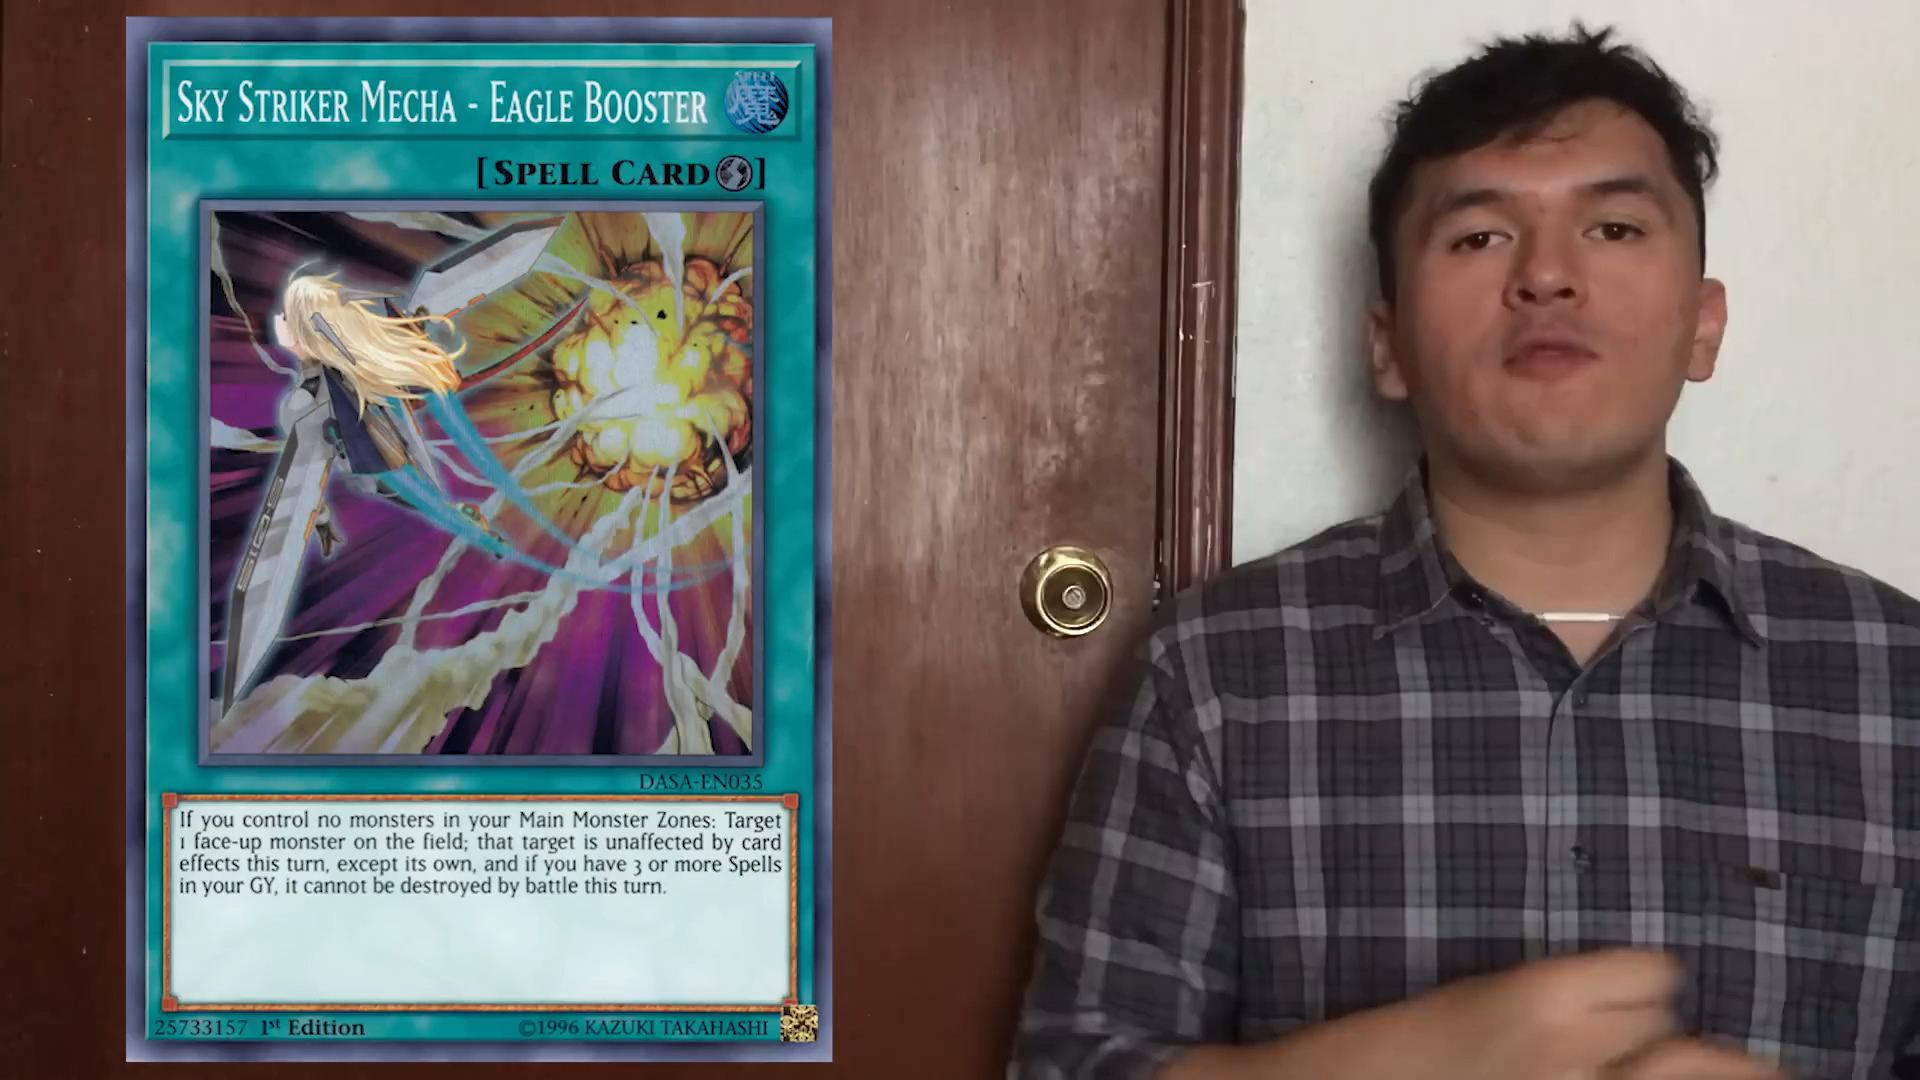 SKY STRIKER MECHA - EAGLE BOOSTER
SPELL
魔
[SPELL CARD]
DASA-EN035
If you control no monsters in your Main Monster Zones: Target
1 face-up monster on the field; that target is unaffected by card
effects this turn, except its own, and if you have 3 or more Spells
in your GY, it cannot be destroyed by battle this turn.
25733157 1st Edition
©1996 KAZUKI TAKAHASHI